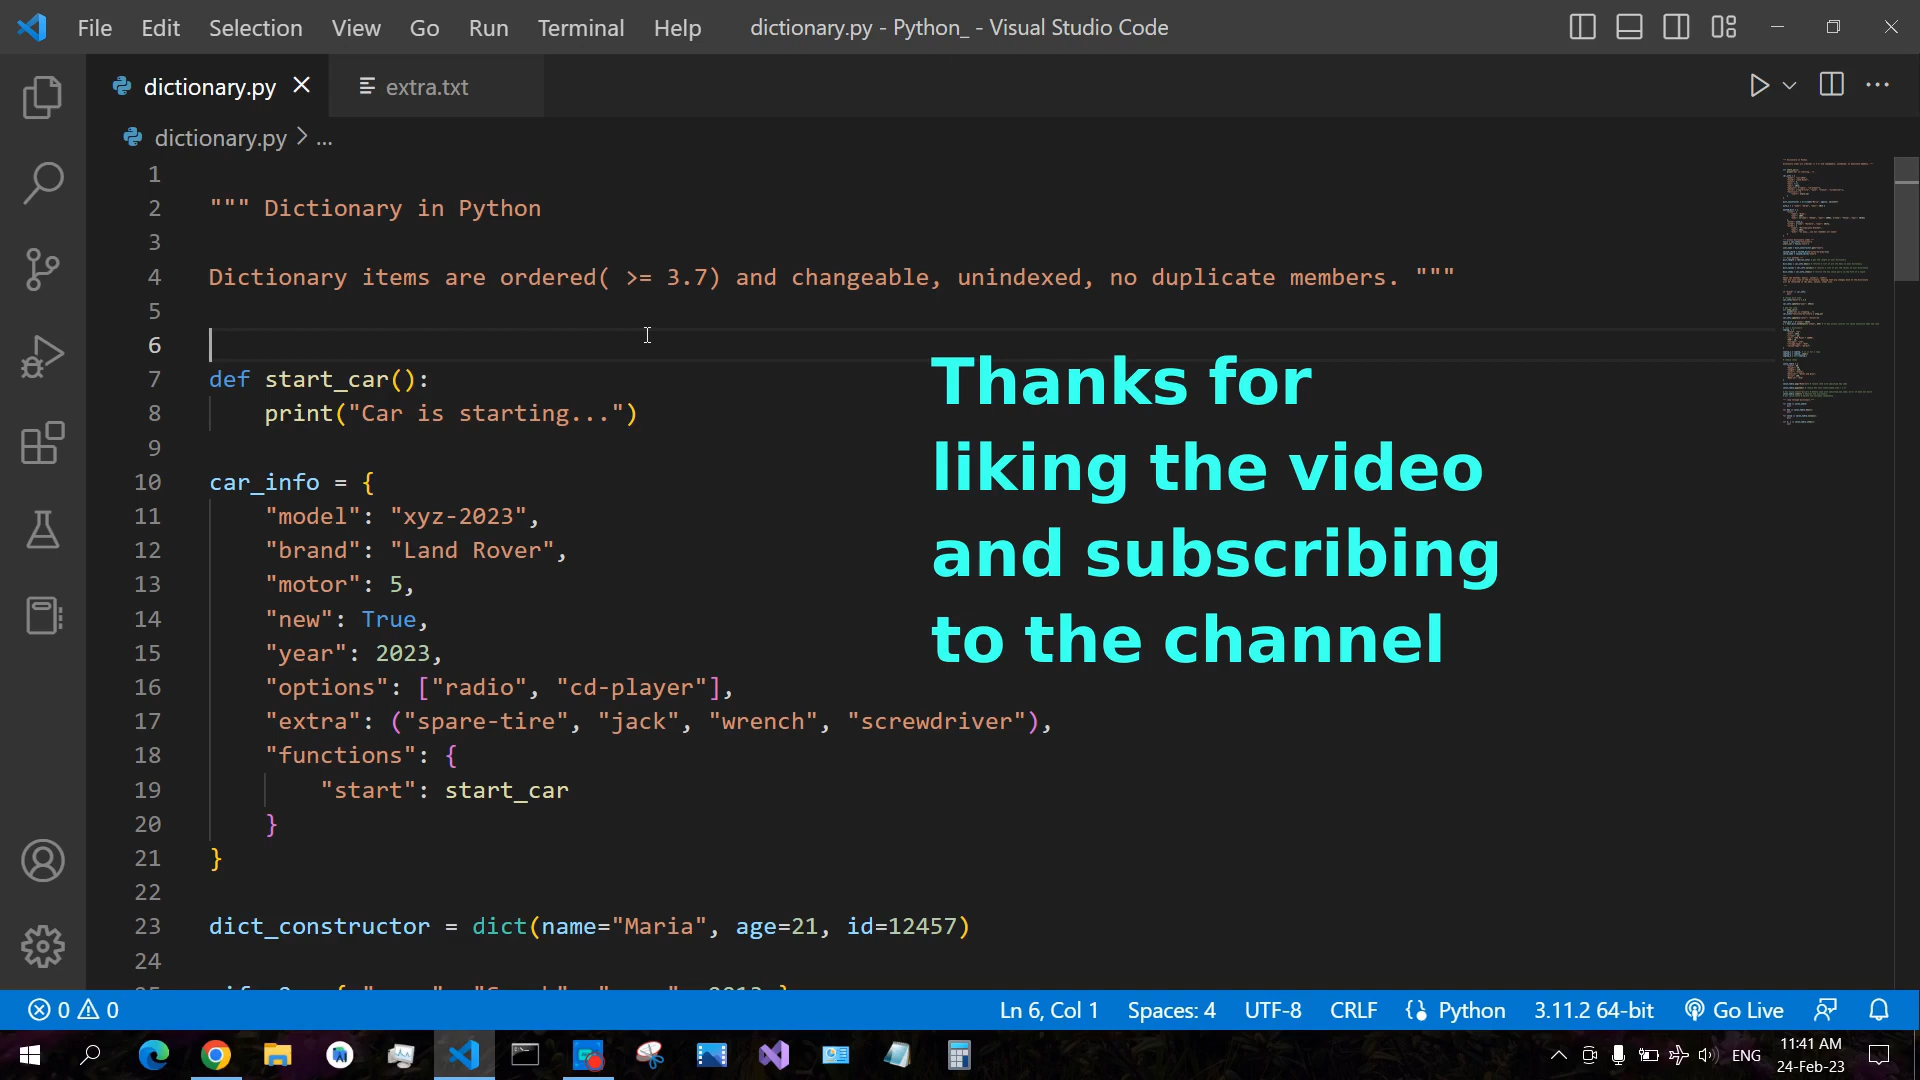 File Edit Selection View Go Run Terminal Help dictionary.py - Python_ - Visual Studio Code
dictionary.py extra.txt
dictionary.py > ...
1
2 """ Dictionary in Python
3
4 Dictionary items are ordered( >= 3.7) and changeable, unindexed, no duplicate members. """
5
6
7 def start_car():
8 print("Car is starting...")
9
10 car_info = {
11 "model": "xyz-2023",
12 "brand": "Land Rover",
13 "motor": 5,
14 "new": True,
15 "year": 2023,
16 "options": ["radio", "cd-player"],
17 "extra": ("spare-tire", "jack", "wrench", "screwdriver"),
18 "functions": {
19 "start": start_car
20 }
21 }
22
23 dict_constructor = dict(name="Maria", age=21, id=12457)
24
Thanks for
liking the video
and subscribing
to the channel
0 0 Ln 6, Col 1 Spaces: 4 UTF-8 CRLF Python 3.11.2 64-bit Go Live
ENG 11:41 AM
24-Feb-23